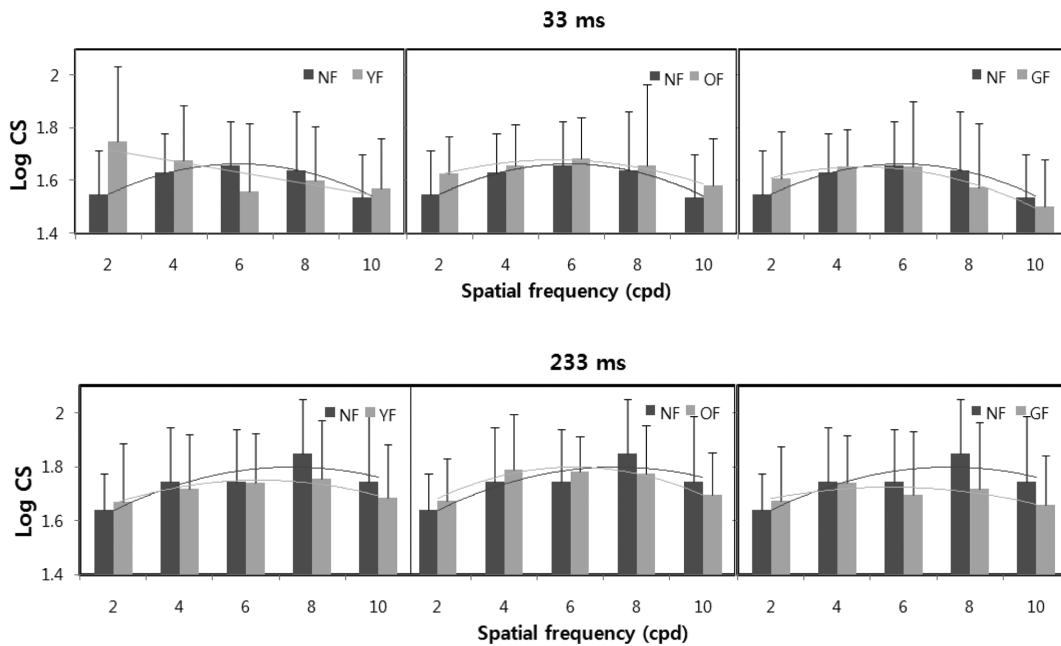 33 ms
Log CS
2
1.8
1.6
1.4
NF YF
NF OF
NF GF
2 4 6 8 10 2 4 6 8 10 2 4 6 8 10
Spatial frequency (cpd)
233 ms
Log CS
2
1.8
1.6
1.4
NF YF
NF OF
NF GF
2 4 6 8 10 2 4 6 8 10 2 4 6 8 10
Spatial frequency (cpd)